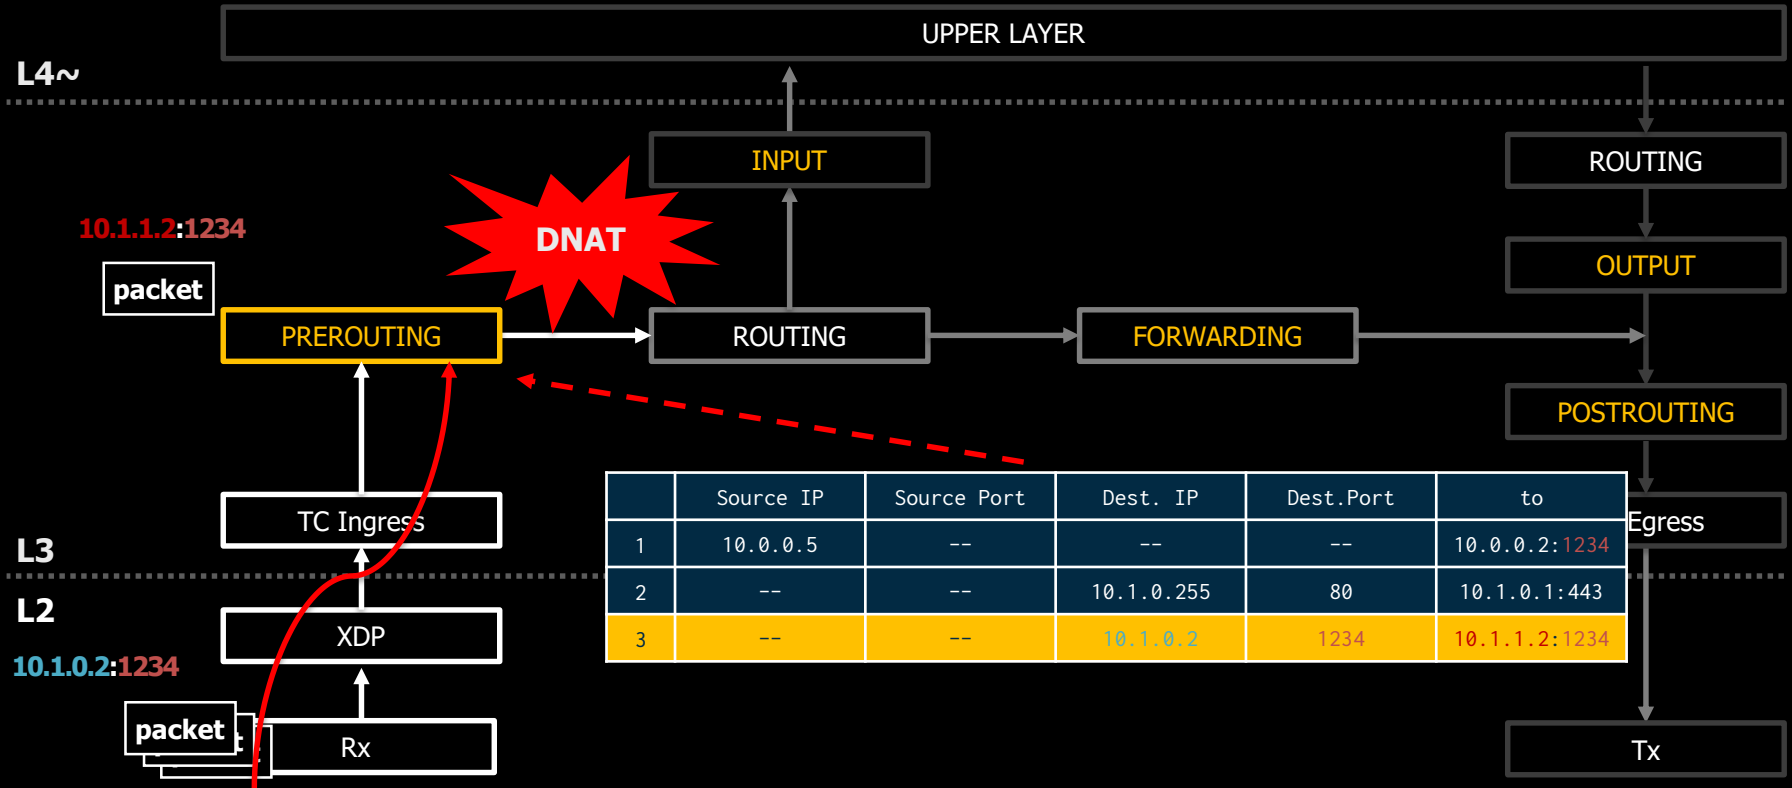 UPPER LAYER
L4~
INPUT
ROUTING
10.1.1.2:1234
DNAT
OUTPUT
packet
PREROUTING
ROUTING
FORWARDING
POSTROUTING
Source IP Source Port Dest. IP Dest.Port to
TC Ingress
Egress
1 10.0.0.5 -- -- -- 10.0.0.2:1234
L3
2 -- -- 10.1.0.255 80 10.1.0.1:443
L2
XDP
3 -- -- 10.1.0.2 1234 10.1.1.2:1234
10.1.0.2:1234
packet
Rx
Tx